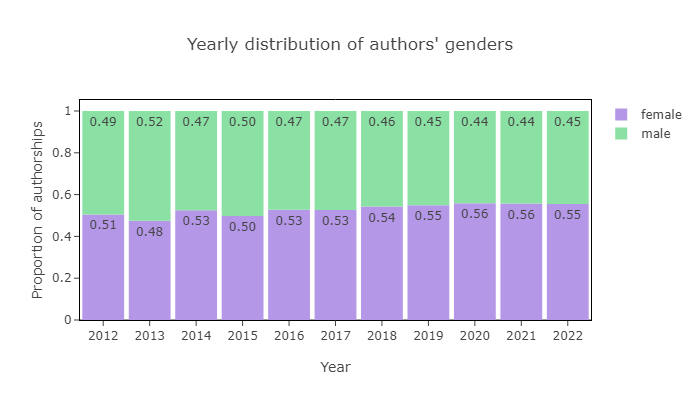 Yearly distribution of authors' genders
female
male
Proportion of authorships
1
0.8
0.6
0.4
0.2
0
0.49 0.52 0.47 0.50 0.47 0.47 0.46 0.45 0.44 0.44 0.45
0.51 0.48 0.53 0.50 0.53 0.53 0.54 0.55 0.56 0.56 0.55
2012 2013 2014 2015 2016 2017 2018 2019 2020 2021 2022
Year